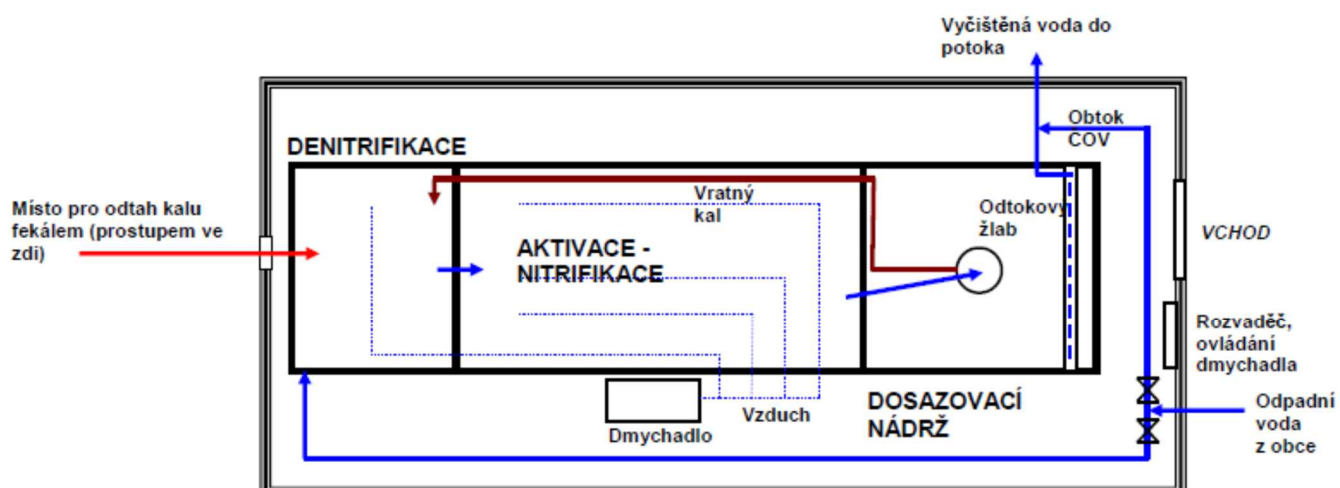 Vyčištěná voda do
potoka
Obtok
ČOV
DENITRIFIKACE
Místo pro odtah kalu
fekálem (prostupem ve
zdi)
Vratný
kal
Odtokový
žlab
VCHOD
AKTIVACE -
NITRIFIKACE
Rozvaděč,
ovládání
dmychadla
DOSAZOVACÍ
NÁDRŽ
Vzduch
Dmychadlo
Odpadní
voda
z obce